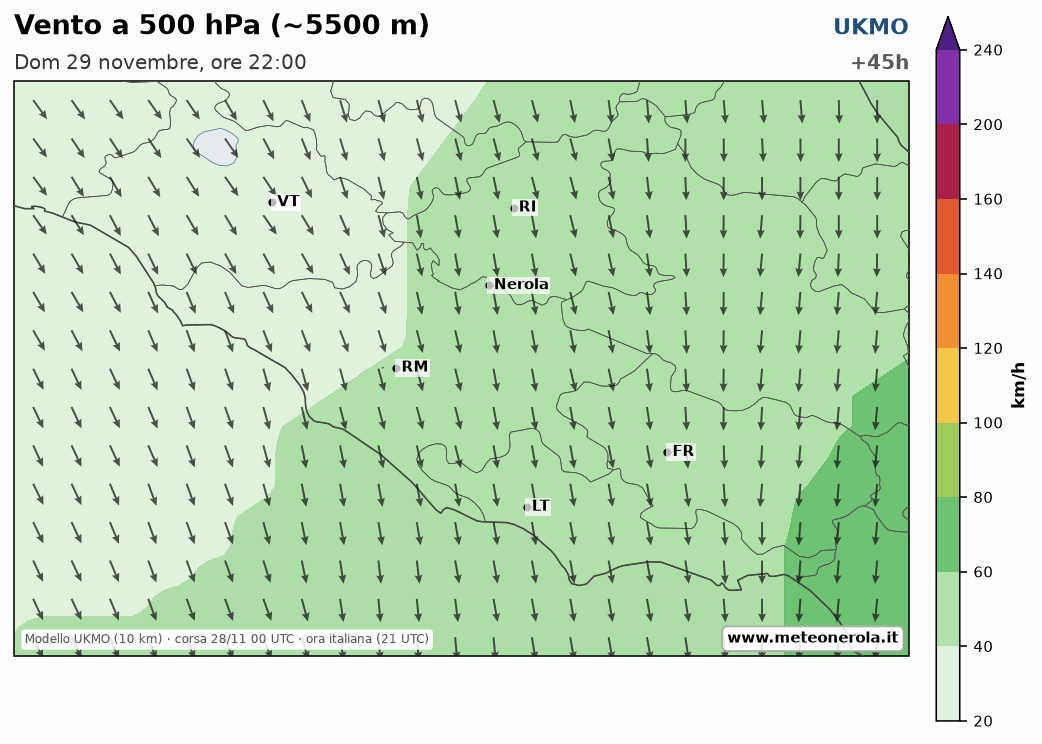 Vento a 500 hPa (~5500 m)
UKMO
Dom 29 novembre, ore 22:00
+45h
VT
RI
Nerola
RM
FR
LT
Modello UKMO (10 km) · corsa 28/11 00 UTC · ora italiana (21 UTC)
www.meteonerola.it
240
200
160
140
120
100
80
60
40
20
km/h